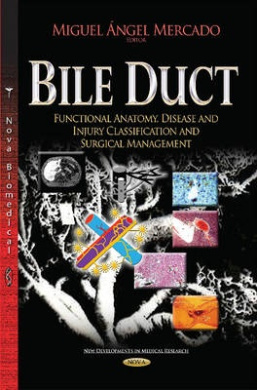 MIGUEL ÁNGEL MERCADO
EDITOR
BILE DUCT
FUNCTIONAL ANATOMY, DISEASE AND
INJURY CLASSIFICATION AND
SURGICAL MANAGEMENT
Nova Biomedical
NEW DEVELOPMENTS IN MEDICAL RESEARCH
NOVA